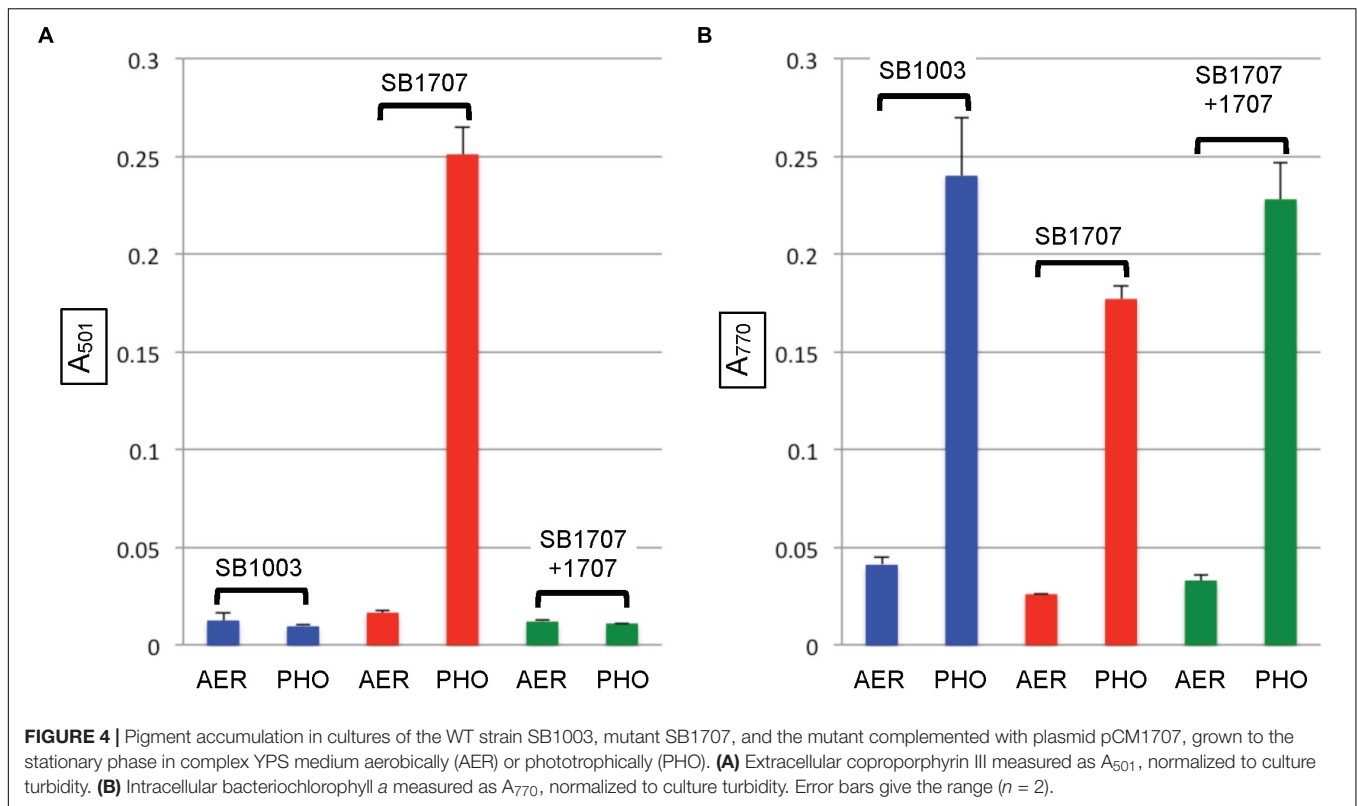 A
0.3
0.25
0.2
0.15
0.1
0.05
0
A501
SB1003
SB1707
SB1707
+1707
AER PHO AER PHO AER PHO
B
0.3
0.25
0.2
0.15
0.1
0.05
0
A770
SB1003
SB1707
SB1707
+1707
AER PHO AER PHO AER PHO
FIGURE 4 | Pigment accumulation in cultures of the WT strain SB1003, mutant SB1707, and the mutant complemented with plasmid pCM1707, grown to the
stationary phase in complex YPS medium aerobically (AER) or phototrophically (PHO). (A) Extracellular coproporphyrin III measured as A501, normalized to culture
turbidity. (B) Intracellular bacteriochlorophyll a measured as A770, normalized to culture turbidity. Error bars give the range (n = 2).